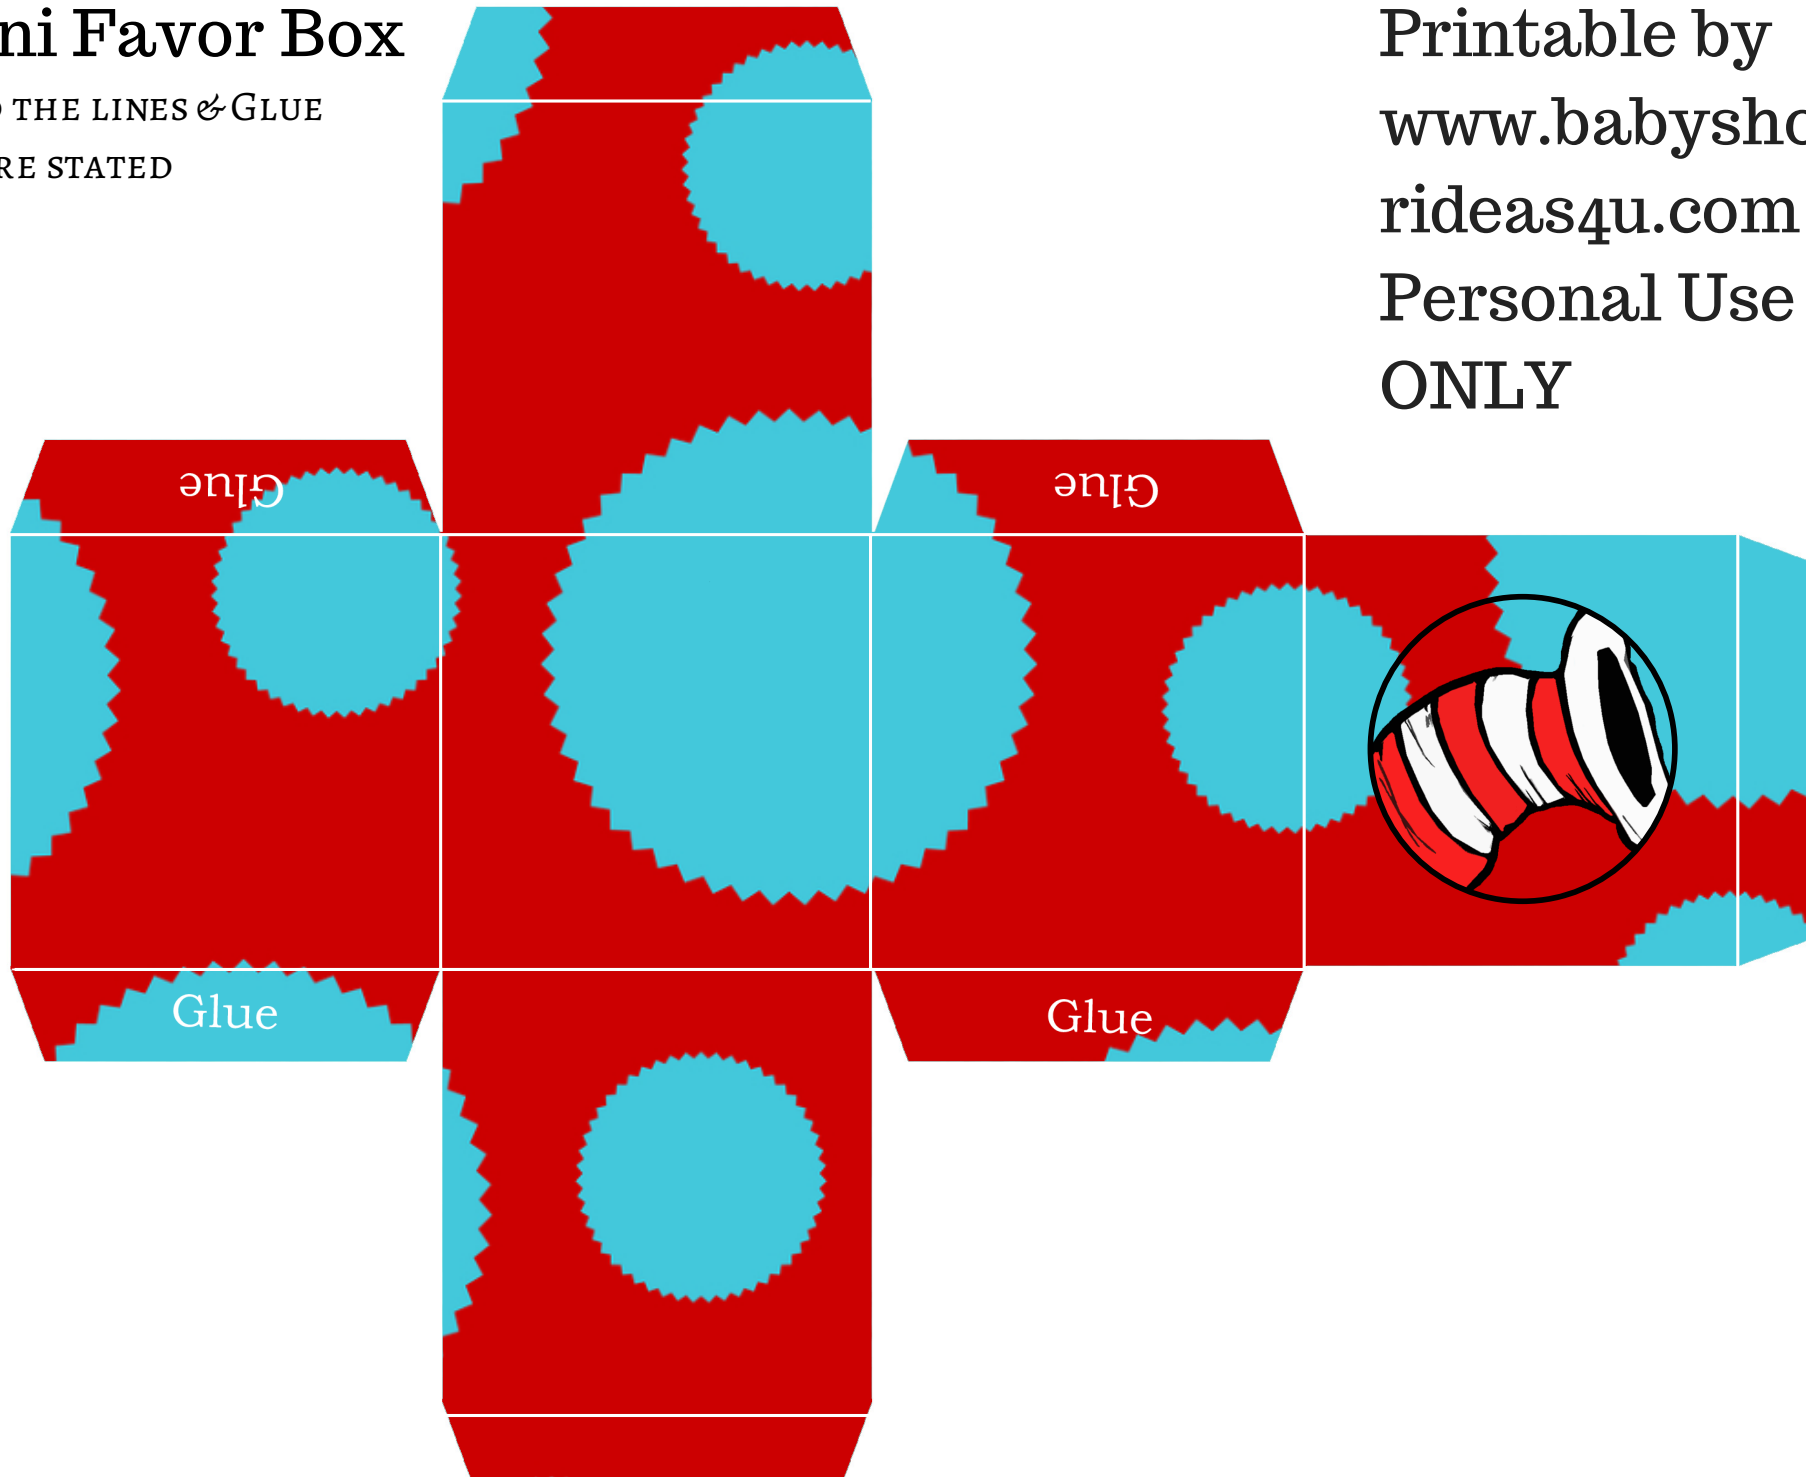 ni Favor Box
THE LINES & GLUE
RE STATED
Printable by
www.babysho
rideas4u.com
Personal Use
ONLY
Glue
Glue
Glue
Glue